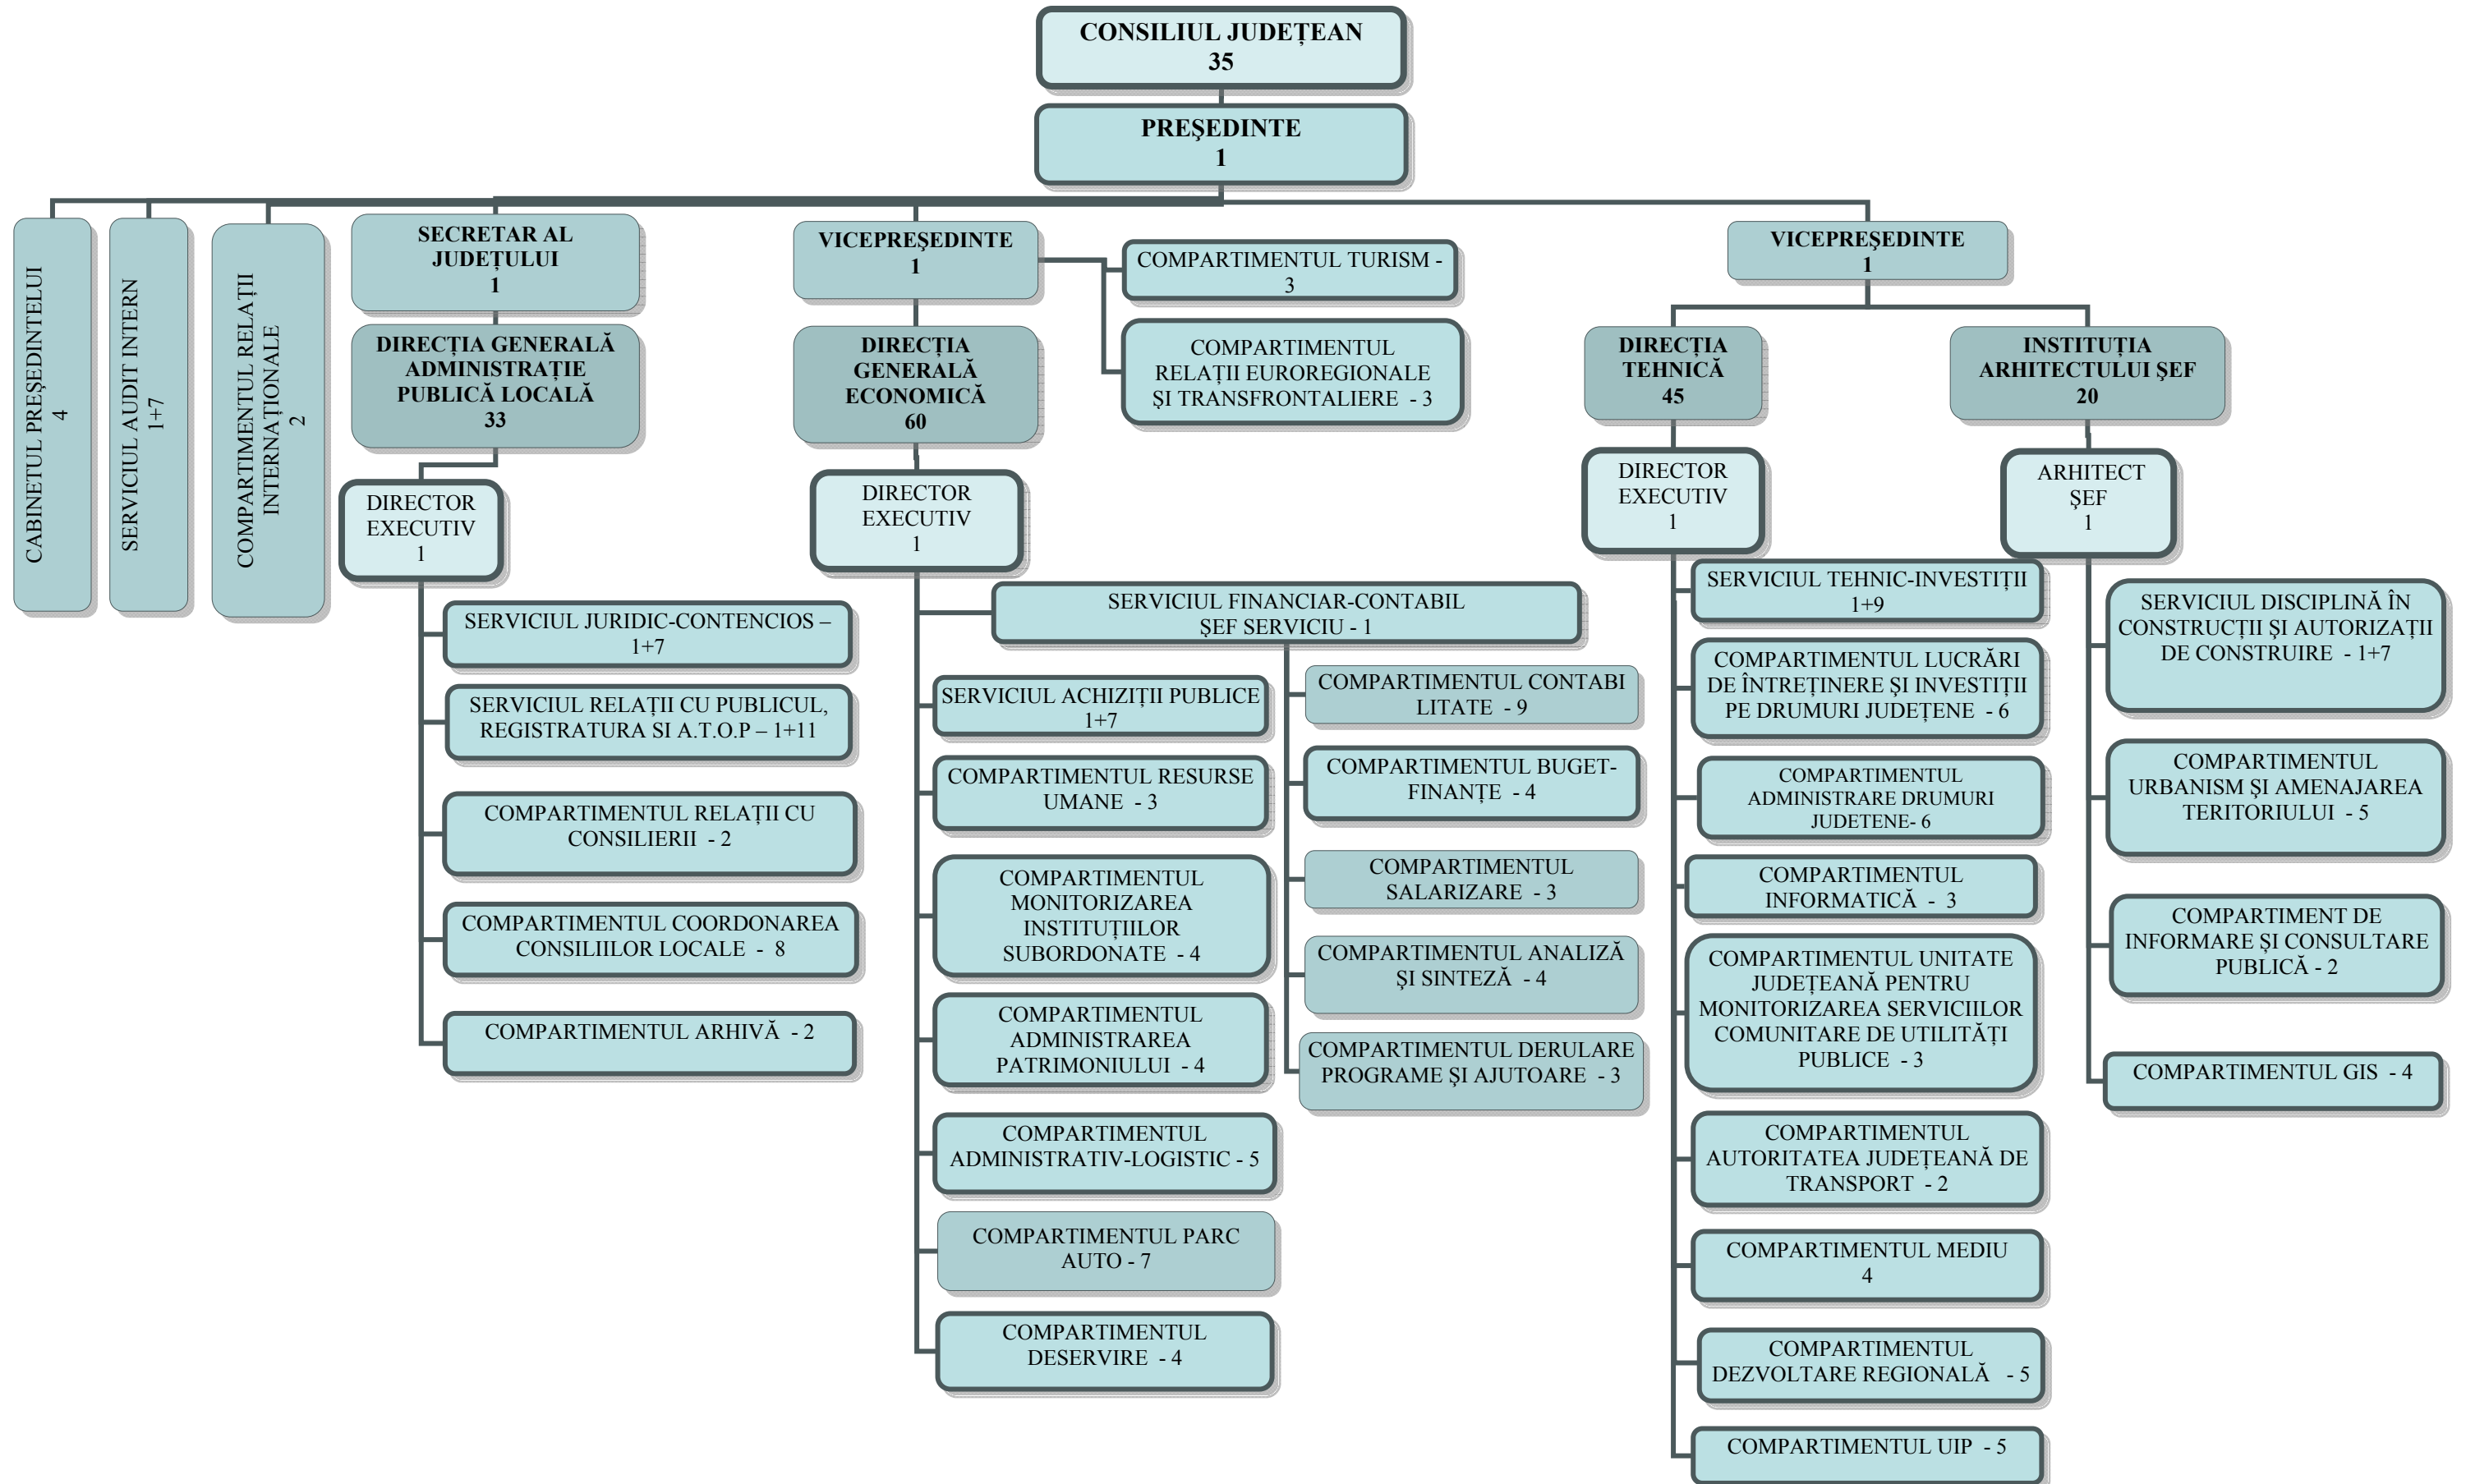 CONSILIUL JUDEȚEAN
35
PREŞEDINTE
1
CABINETUL PREŞEDINTELUI
4
SERVICIUL AUDIT INTERN
1+7
COMPARTIMENTUL RELAȚII
INTERNAȚIONALE
2
SECRETAR AL
JUDEȚULUI
1
DIRECȚIA GENERALĂ
ADMINISTRAȚIE
PUBLICĂ LOCALĂ
33
DIRECTOR
EXECUTIV
1
SERVICIUL JURIDIC-CONTENCIOS –
1+7
SERVICIUL RELAȚII CU PUBLICUL,
REGISTRATURA SI A.T.O.P – 1+11
COMPARTIMENTUL RELAȚII CU
CONSILIERII - 2
COMPARTIMENTUL COORDONAREA
CONSILIILOR LOCALE - 8
COMPARTIMENTUL ARHIVĂ - 2
VICEPREŞEDINTE
1
COMPARTIMENTUL TURISM -
3
COMPARTIMENTUL
RELAȚII EUROREGIONALE
ŞI TRANSFRONTALIERE - 3
DIRECȚIA
GENERALĂ
ECONOMICĂ
60
DIRECTOR
EXECUTIV
1
SERVICIUL FINANCIAR-CONTABIL
ŞEF SERVICIU - 1
SERVICIUL ACHIZIȚII PUBLICE
1+7
COMPARTIMENTUL RESURSE
UMANE - 3
COMPARTIMENTUL
MONITORIZAREA
INSTITUȚIILOR
SUBORDONATE - 4
COMPARTIMENTUL
ADMINISTRAREA
PATRIMONIULUI - 4
COMPARTIMENTUL
ADMINISTRATIV-LOGISTIC - 5
COMPARTIMENTUL PARC
AUTO - 7
COMPARTIMENTUL
DESERVIRE - 4
COMPARTIMENTUL CONTABI
LITATE - 9
COMPARTIMENTUL BUGET-
FINANȚE - 4
COMPARTIMENTUL
SALARIZARE - 3
COMPARTIMENTUL ANALIZĂ
ŞI SINTEZĂ - 4
COMPARTIMENTUL DERULARE
PROGRAME ŞI AJUTOARE - 3
VICEPREŞEDINTE
1
DIRECȚIA
TEHNICĂ
45
DIRECTOR
EXECUTIV
1
SERVICIUL TEHNIC-INVESTIȚII
1+9
COMPARTIMENTUL LUCRĂRI
DE ÎNTREȚINERE ŞI INVESTIȚII
PE DRUMURI JUDEȚENE - 6
COMPARTIMENTUL
ADMINISTRARE DRUMURI
JUDETENE- 6
COMPARTIMENTUL
INFORMATICĂ - 3
COMPARTIMENTUL UNITATE
JUDEȚEANĂ PENTRU
MONITORIZAREA SERVICIILOR
COMUNITARE DE UTILITĂȚI
PUBLICE - 3
COMPARTIMENTUL
AUTORITATEA JUDEȚEANĂ DE
TRANSPORT - 2
COMPARTIMENTUL MEDIU
4
COMPARTIMENTUL
DEZVOLTARE REGIONALĂ - 5
COMPARTIMENTUL UIP - 5
INSTITUȚIA
ARHITECTULUI ŞEF
20
ARHITECT
ŞEF
1
SERVICIUL DISCIPLINĂ ÎN
CONSTRUCȚII ŞI AUTORIZAȚII
DE CONSTRUIRE - 1+7
COMPARTIMENTUL
URBANISM ŞI AMENAJAREA
TERITORIULUI - 5
COMPARTIMENT DE
INFORMARE ŞI CONSULTARE
PUBLICĂ - 2
COMPARTIMENTUL GIS - 4